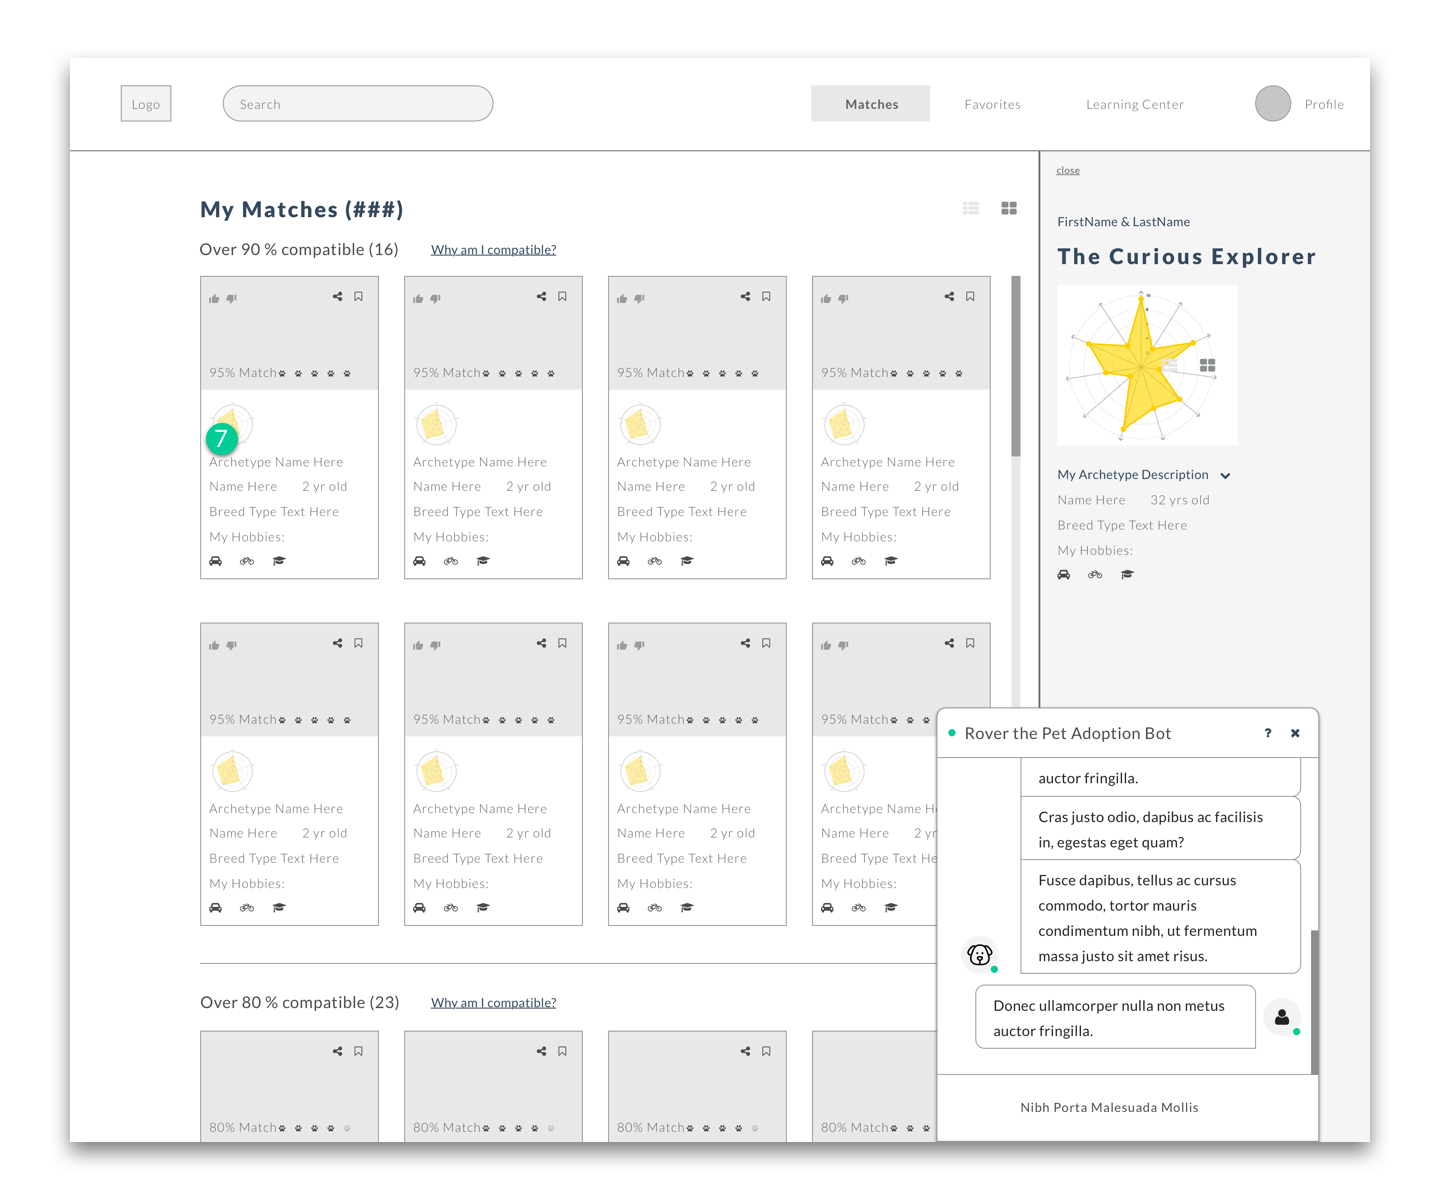 Logo
Search
Matches
Favorites
Learning Center
Profile
My Matches (###)
Over 90 % compatible (16)
Why am I compatible?
95% Match
95% Match
95% Match
95% Match
7
Archetype Name Here
Archetype Name Here
Archetype Name Here
Archetype Name Here
Name Here 2 yr old
Name Here 2 yr old
Name Here 2 yr old
Name Here 2 yr old
Breed Type Text Here
Breed Type Text Here
Breed Type Text Here
Breed Type Text Here
My Hobbies:
My Hobbies:
My Hobbies:
My Hobbies:
95% Match
95% Match
95% Match
95% Match
Archetype Name Here
Archetype Name Here
Archetype Name Here
Archetype Name H
Name Here 2 yr old
Name Here 2 yr old
Name Here 2 yr old
Name Here 2 yr
Breed Type Text Here
Breed Type Text Here
Breed Type Text Here
Breed Type Text He
My Hobbies:
My Hobbies:
My Hobbies:
My Hobbies:
Over 80 % compatible (23)
Why am I compatible?
80% Match
80% Match
80% Match
80% Match
close
FirstName & LastName
The Curious Explorer
My Archetype Description
Name Here 32 yrs old
Breed Type Text Here
My Hobbies:
Rover the Pet Adoption Bot
?
auctor fringilla.
Cras justo odio, dapibus ac facilisis
in, egestas eget quam?
Fusce dapibus, tellus ac cursus
commodo, tortor mauris
condimentum nibh, ut fermentum
massa justo sit amet risus.
Donec ullamcorper nulla non metus
auctor fringilla.
Nibh Porta Malesuada Mollis